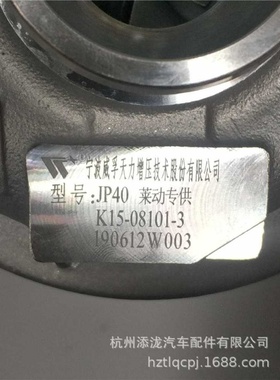 宁波威孚天力增压技术股份有限公司
型号:JP40 莱动专供
K15-08101-3
190612W003
杭州添泷汽车配件有限公司
hztlqcpj.1688.com